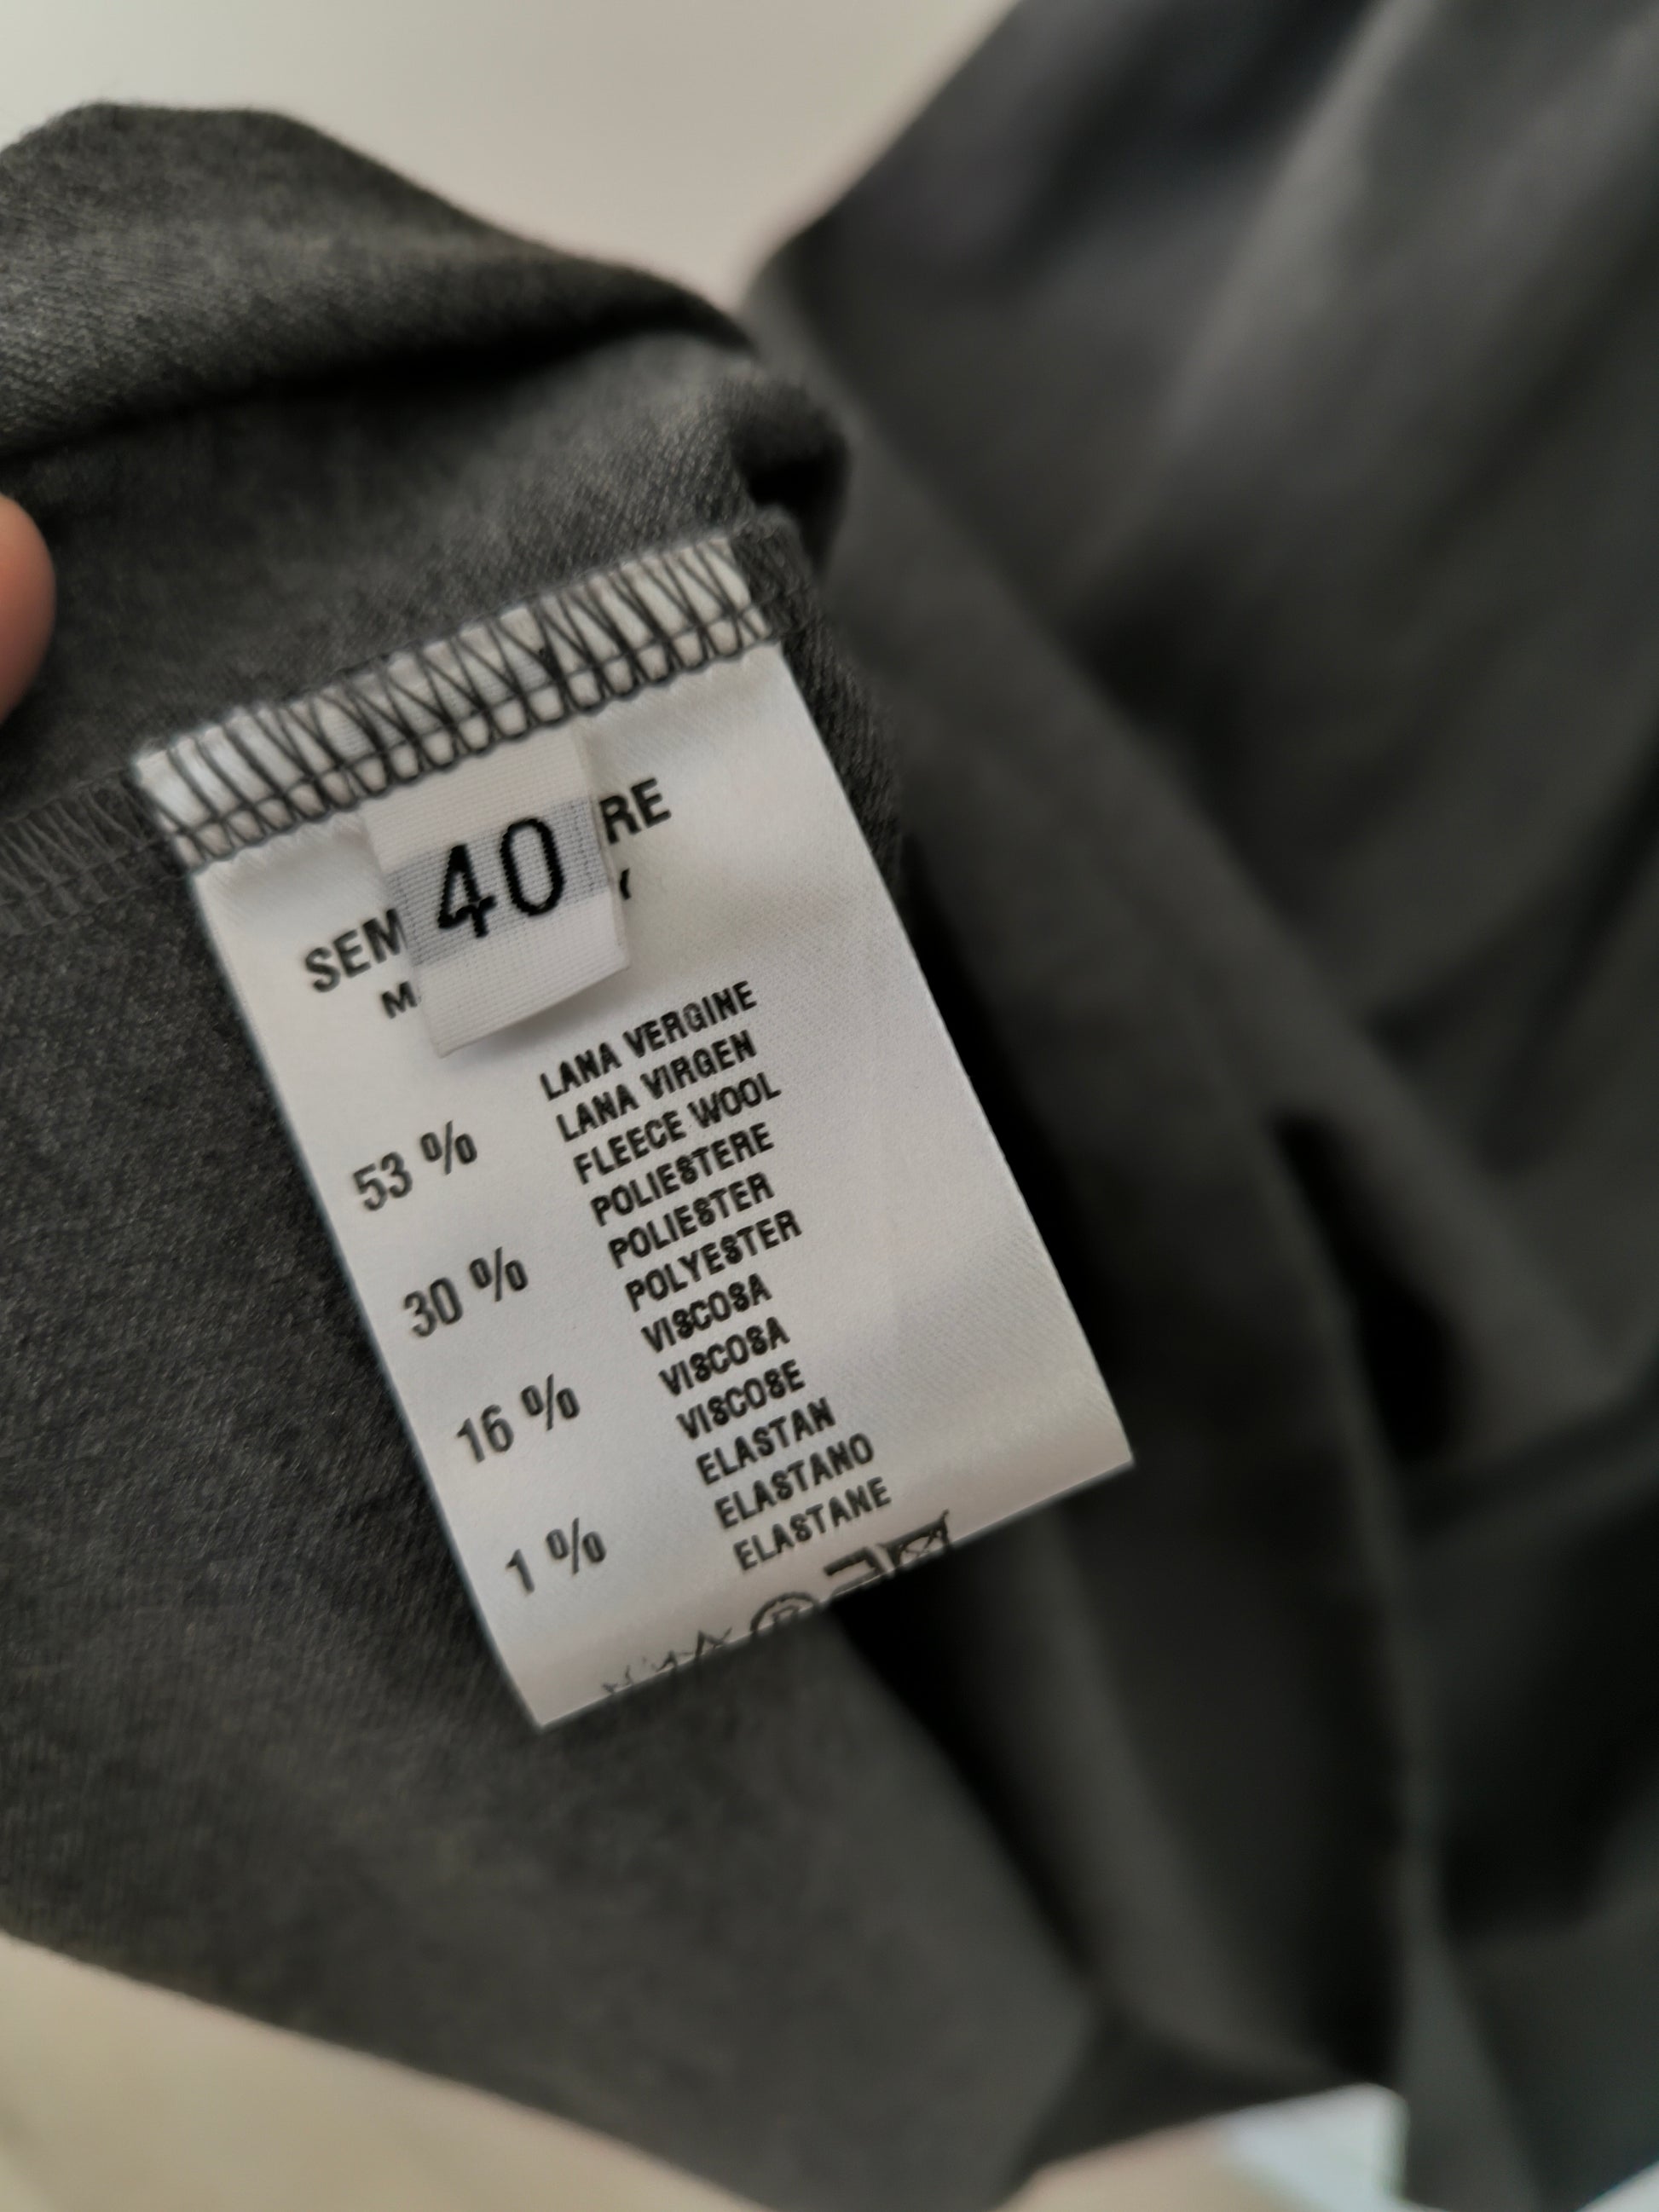 40
SEM RE
M Y
LANA VERGINE
53 % LANA VIRGEN
FLEECE WOOL
POLIESTERE
30 % POLIESTER
POLYESTER
VISCOSA
16 % VISCOSA
VISCOSE
ELASTAN
1 % ELASTANO
ELASTANE